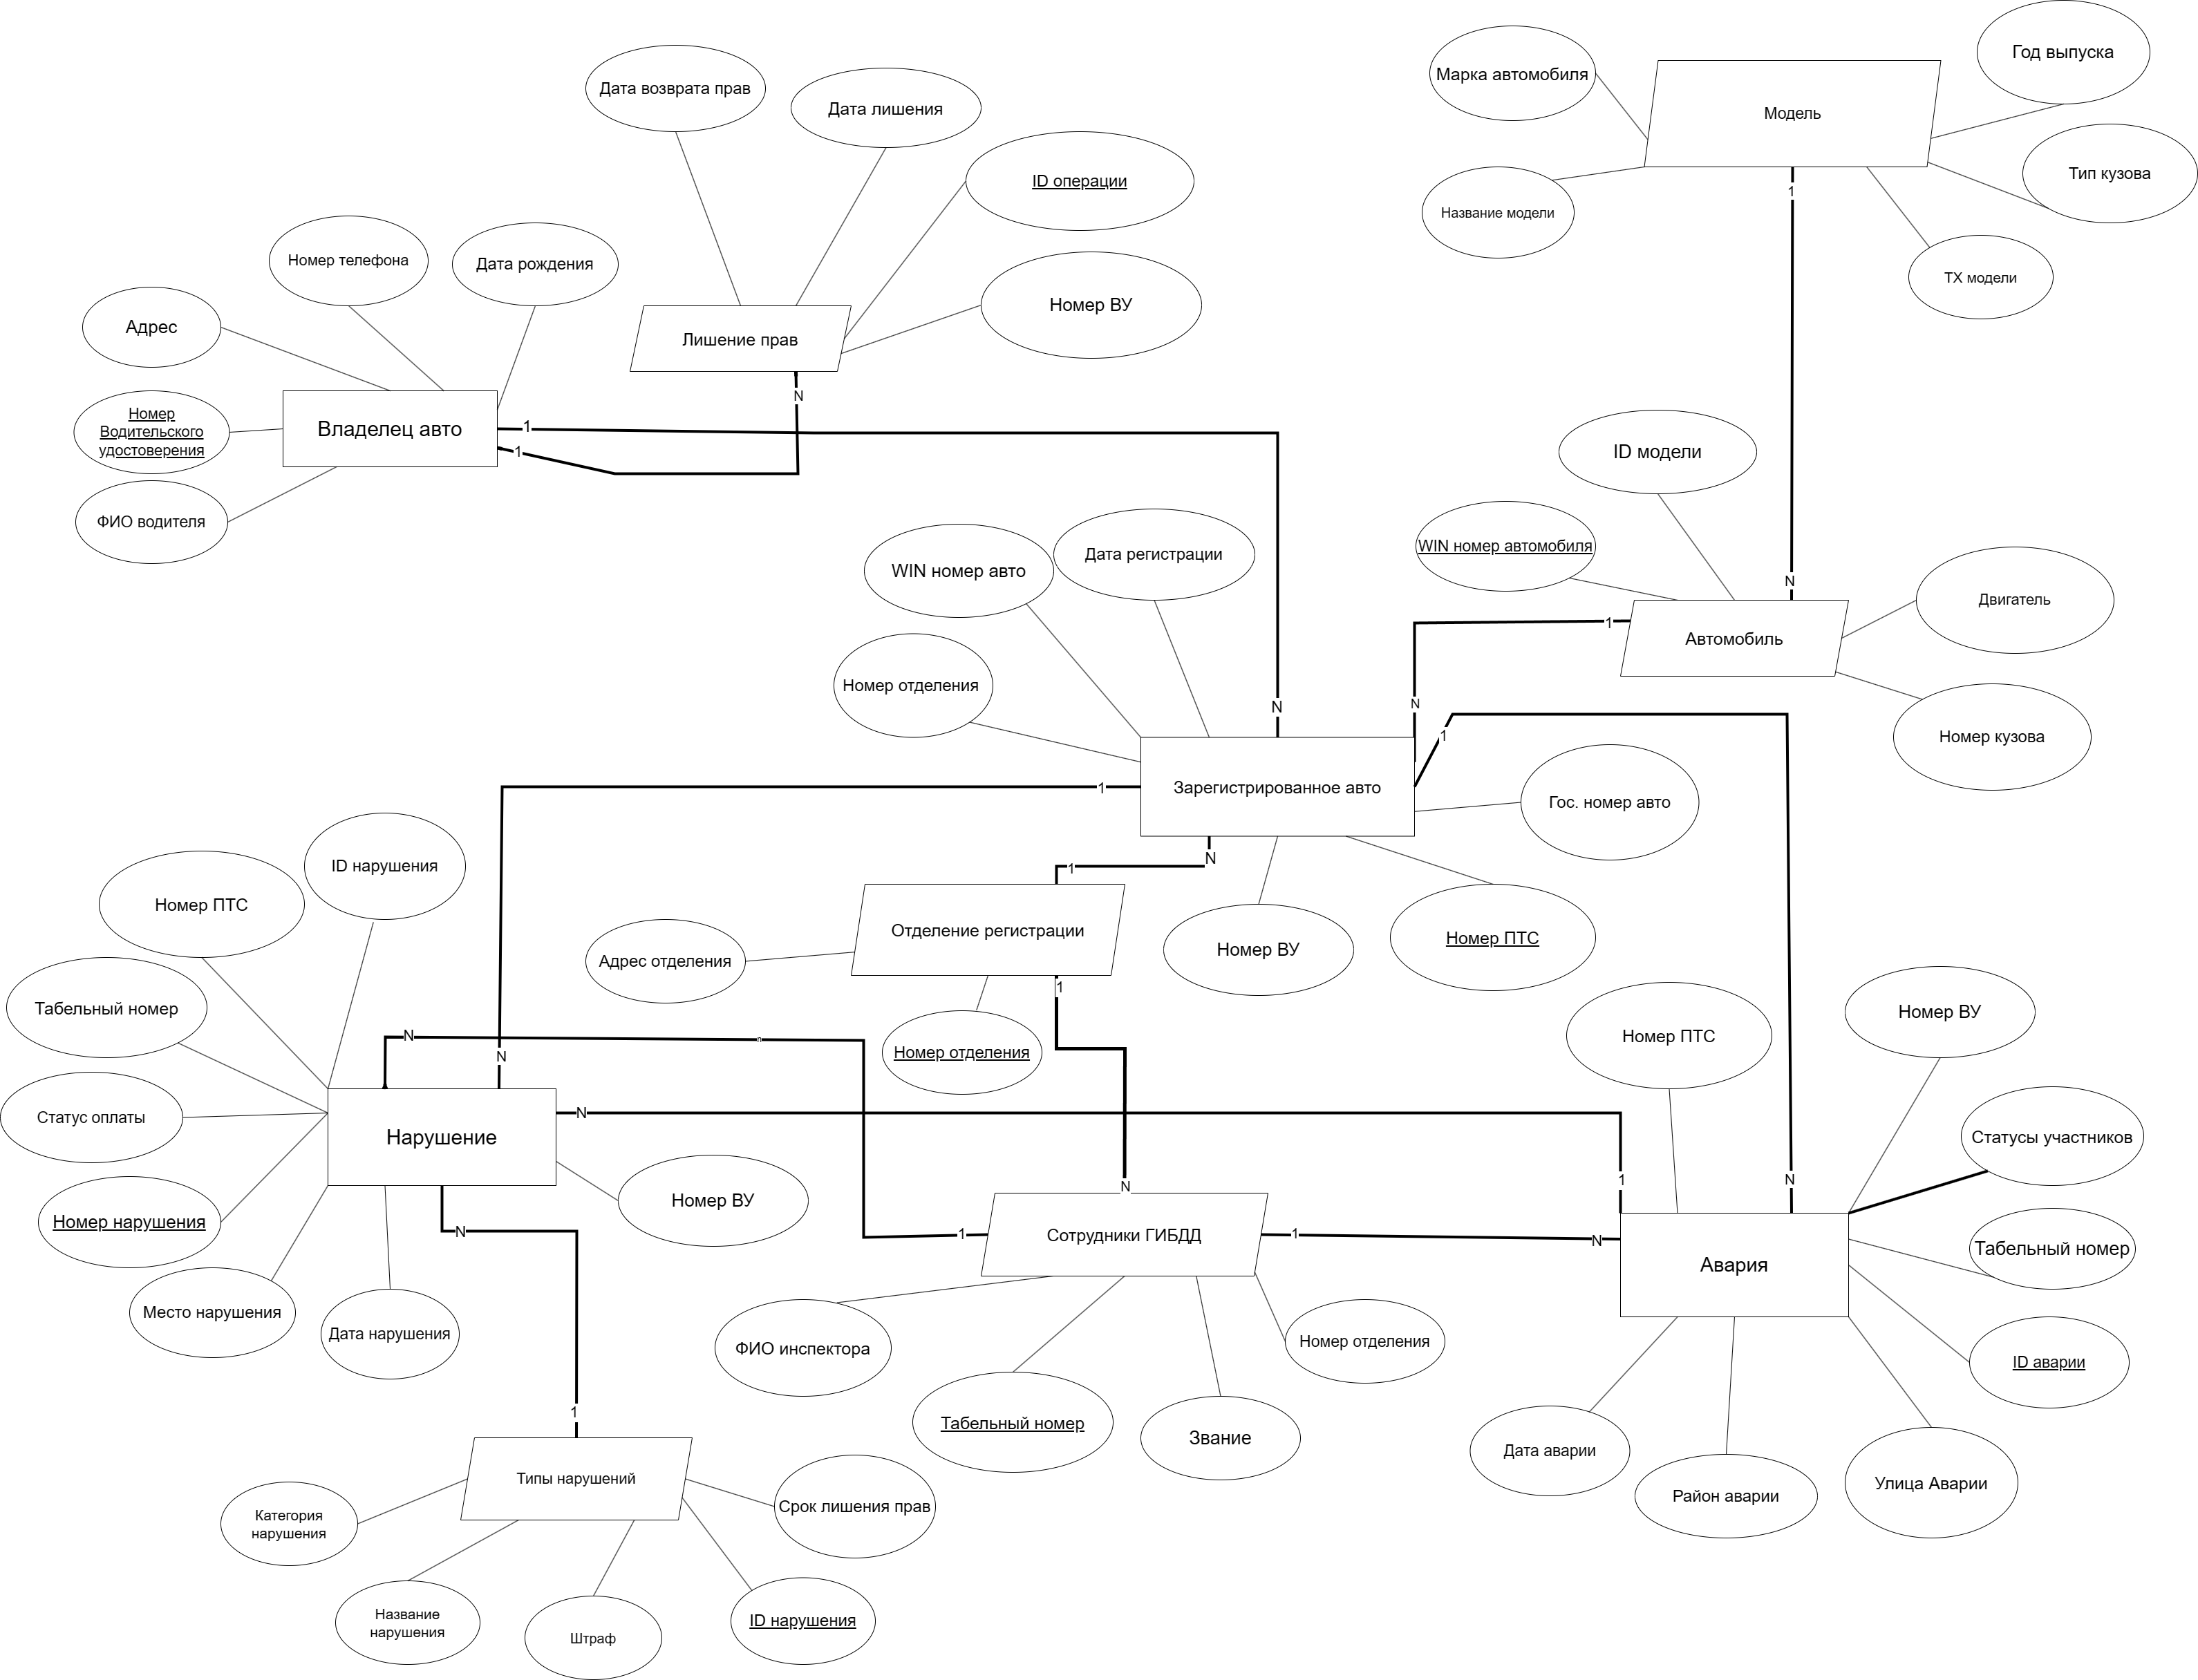 Год выпуска
Марка автомобиля
Модель
Дата возврата прав
Дата лишения
Тип кузова
ID операции
1
Название модели
Номер телефона
Дата рождения
ТХ модели
Номер ВУ
Адрес
Лишение прав
N
Номер
Водительского
удостоверения
Владелец авто
1
1
ID модели
ФИО водителя
WIN номер автомобиля
Дата регистрации
WIN номер авто
N
Двигатель
1
Автомобиль
Номер отделения
N
N
1
Номер кузова
Зарегистрированное авто
1
Гос. номер авто
N
1
ID нарушения
Номер ПТС
Отделение регистрации
Номер ВУ
Номер ПТС
Адрес отделения
1
Табельный номер
Номер ВУ
N
n
Номер ПТС
N
Номер отделения
Статус оплаты
N
Нарушение
Статусы участников
1
N
N
Номер ВУ
Номер нарушения
N
1
Сотрудники ГИБДД
1
N
Табельный номер
Авария
Место нарушения
Дата нарушения
ФИО инспектора
Номер отделения
ID аварии
1
Табельный номер
Звание
Дата аварии
Типы нарушений
Срок лишения прав
Район аварии
Улица Аварии
Категория
нарушения
Название
нарушения
Штраф
ID нарушения